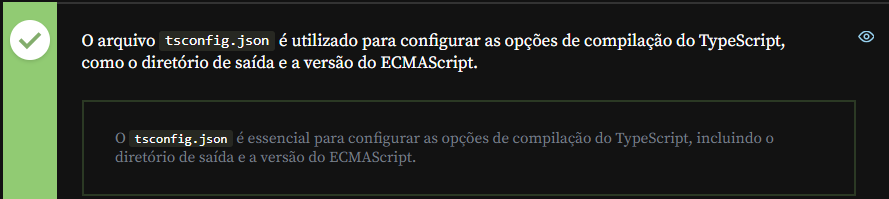 O arquivo tsconfig.json é utilizado para configurar as opções de compilação do TypeScript,
como o diretório de saída e a versão do ECMAScript.
O tsconfig.json é essencial para configurar as opções de compilação do TypeScript, incluindo o
diretório de saída e a versão do ECMAScript.